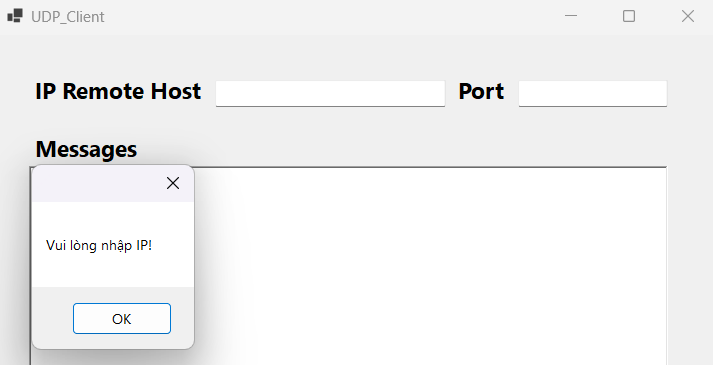 UDP_Client
IP Remote Host Port
Messages
Vui lòng nhập IP!
OK